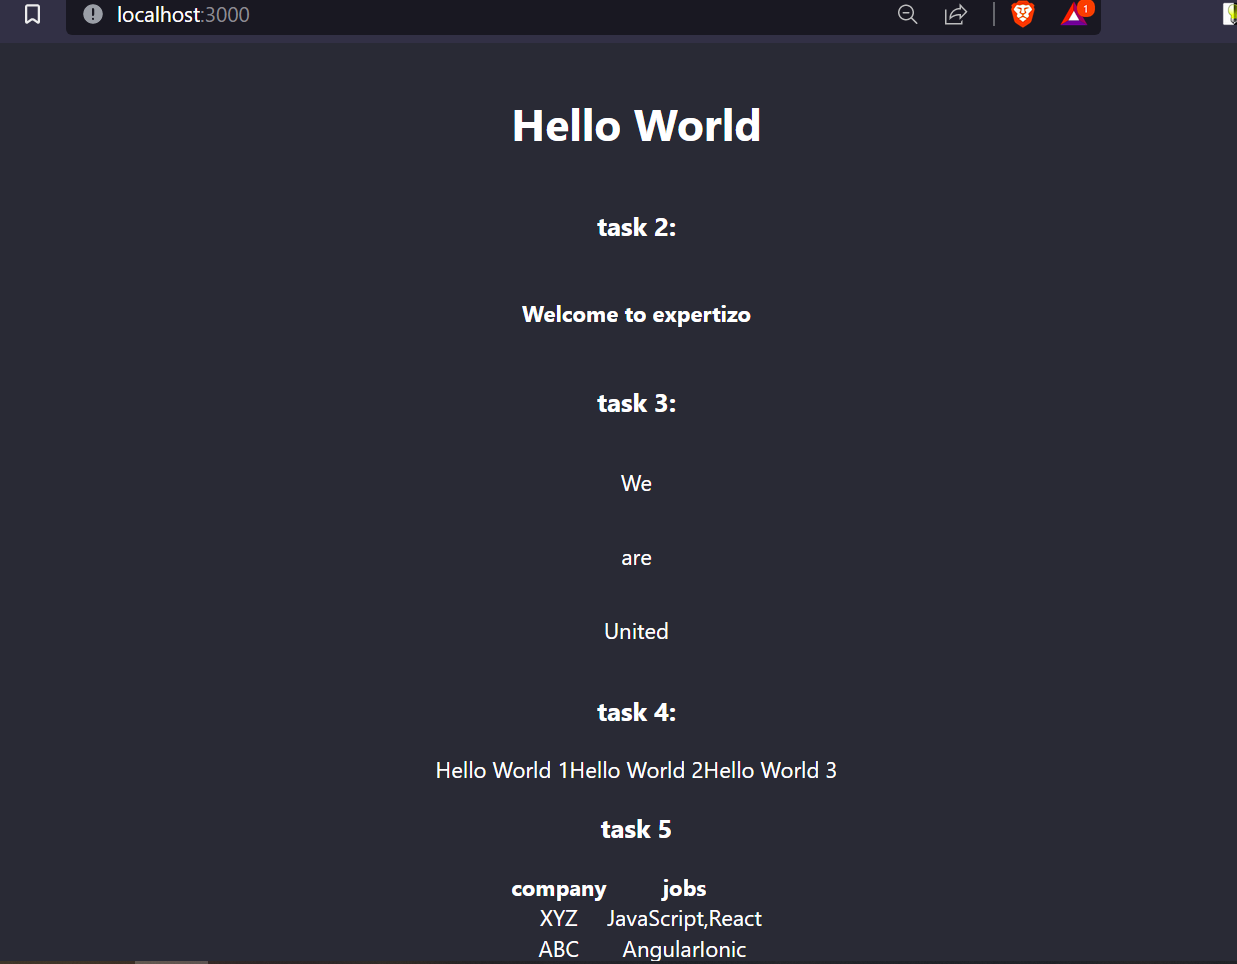 localhost:3000
1
Hello World
task 2:
Welcome to expertizo
task 3:
We
are
United
task 4:
Hello World 1Hello World 2Hello World 3
task 5
company jobs
XYZ JavaScript,React
ABC AngularIonic